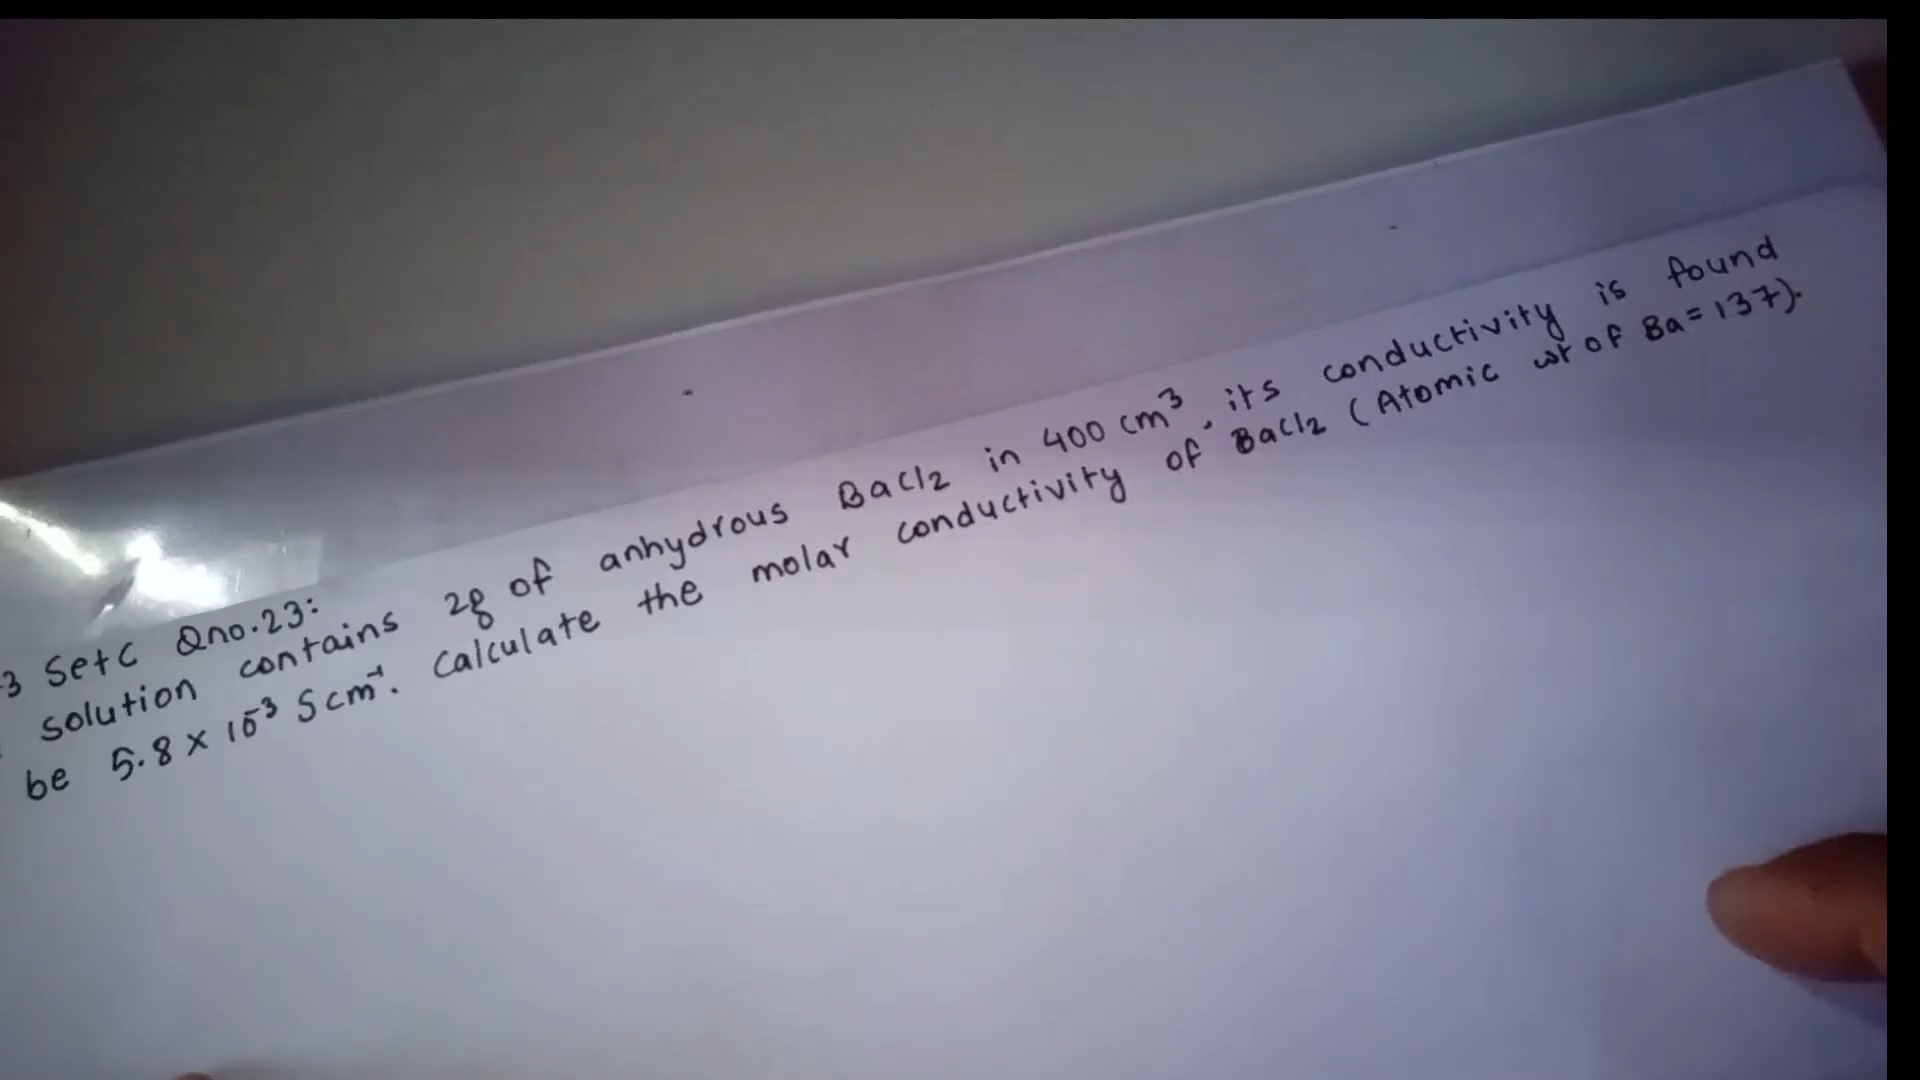 3 Set C Qno.23:
solution contains 2g of anhydrous BaCl2 in 400 cm³. its conductivity is found
be 5.8 × 10⁻³ S cm⁻¹. Calculate the molar conductivity of BaCl2 (Atomic wt of Ba=137).